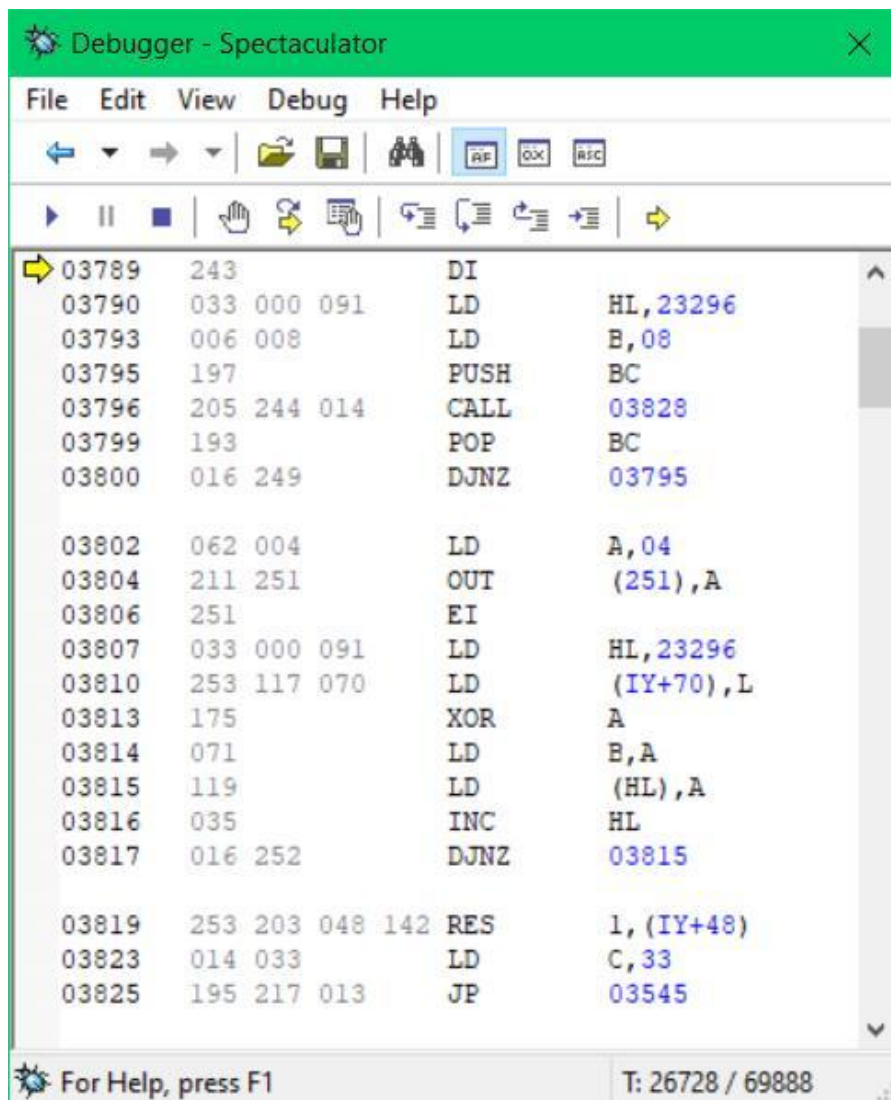 Debugger - Spectaculator
File Edit View Debug Help
AF 0X ASC
03789 243 DI
03790 033 000 091 LD HL,23296
03793 006 008 LD B,08
03795 197 PUSH BC
03796 205 244 014 CALL 03828
03799 193 POP BC
03800 016 249 DJNZ 03795
03802 062 004 LD A,04
03804 211 251 OUT (251),A
03806 251 EI
03807 033 000 091 LD HL,23296
03810 253 117 070 LD (IY+70),L
03813 175 XOR A
03814 071 LD B,A
03815 119 LD (HL),A
03816 035 INC HL
03817 016 252 DJNZ 03815
03819 253 203 048 142 RES 1,(IY+48)
03823 014 033 LD C,33
03825 195 217 013 JP 03545
For Help, press F1 T: 26728 / 69888